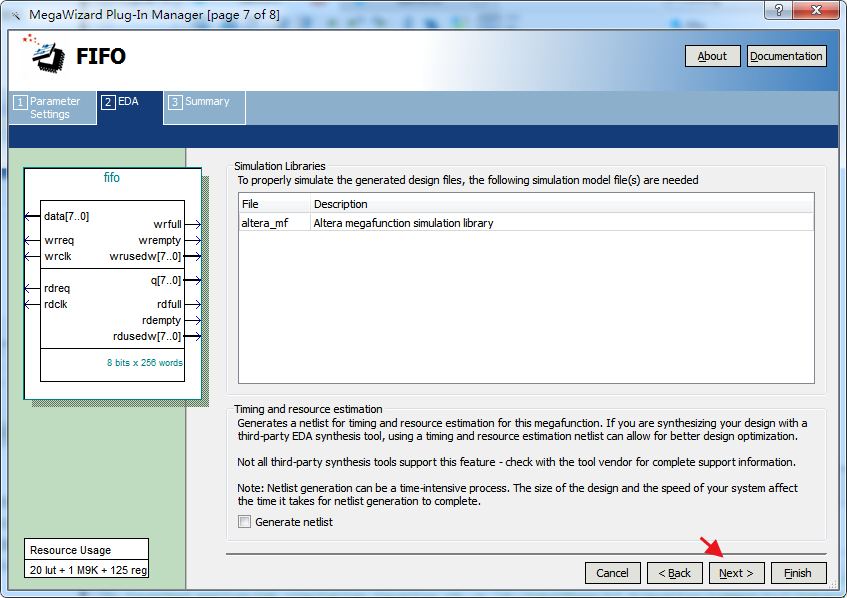 MegaWizard Plug-In Manager [page 7 of 8]
FIFO
About
Documentation
1 Parameter Settings
2 EDA
3 Summary
fifo
data[7..0]
wrreq
wrclk
rdreq
rdclk
wrfull
wrempty
wrusedw[7..0]
q[7..0]
rdfull
rdempty
rdusedw[7..0]
8 bits x 256 words
Resource Usage
20 lut + 1 M9K + 125 reg
Simulation Libraries
To properly simulate the generated design files, the following simulation model file(s) are needed
File Description
altera_mf Altera megafunction simulation library
Timing and resource estimation
Generates a netlist for timing and resource estimation for this megafunction. If you are synthesizing your design with a
third-party EDA synthesis tool, using a timing and resource estimation netlist can allow for better design optimization.
Not all third-party synthesis tools support this feature - check with the tool vendor for complete support information.
Note: Netlist generation can be a time-intensive process. The size of the design and the speed of your system affect
the time it takes for netlist generation to complete.
Generate netlist
Cancel
< Back
Next >
Finish